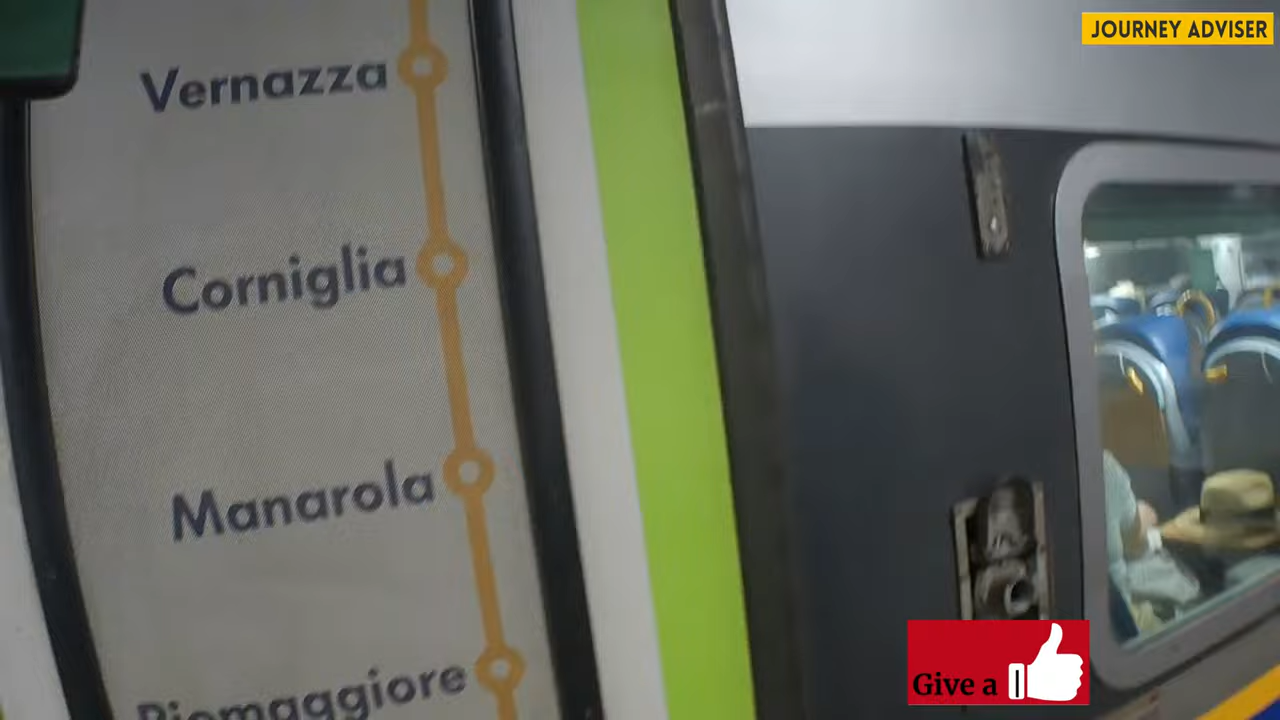 JOURNEY ADVISER
Vernazza
Corniglia
Manarola
Riomaggiore
Give a